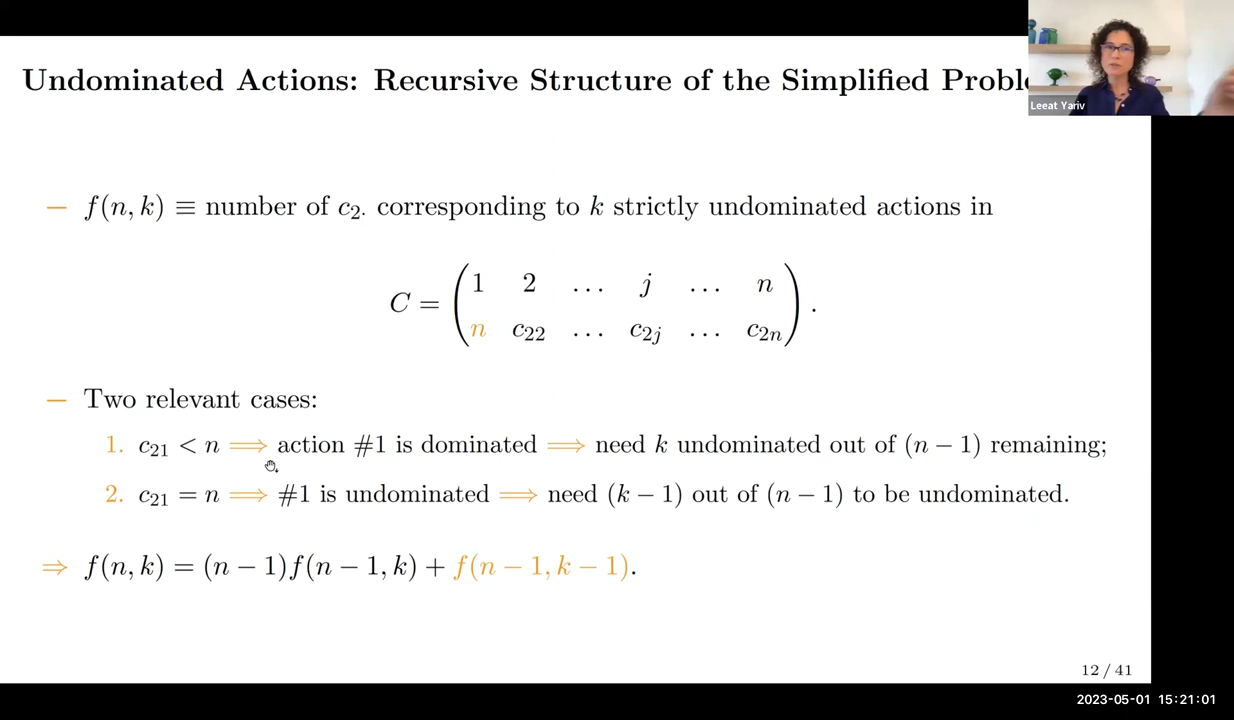 Undominated Actions: Recursive Structure of the Simplified
Leeat Yariv
– f(n, k) ≡ number of c₂. corresponding to k strictly undominated actions in
C = ( 1 2 … j … n
n c₂₂ … c₂ⱼ … c₂ₙ ) .
– Two relevant cases:
1. c₂₁ < n ⟹ action #1 is dominated ⟹ need k undominated out of (n − 1) remaining;
2. c₂₁ = n ⟹ #1 is undominated ⟹ need (k − 1) out of (n − 1) to be undominated.
⇒ f(n, k) = (n − 1)f(n − 1, k) + f(n − 1, k − 1).
12 / 41
2023-05-01 15:21:01